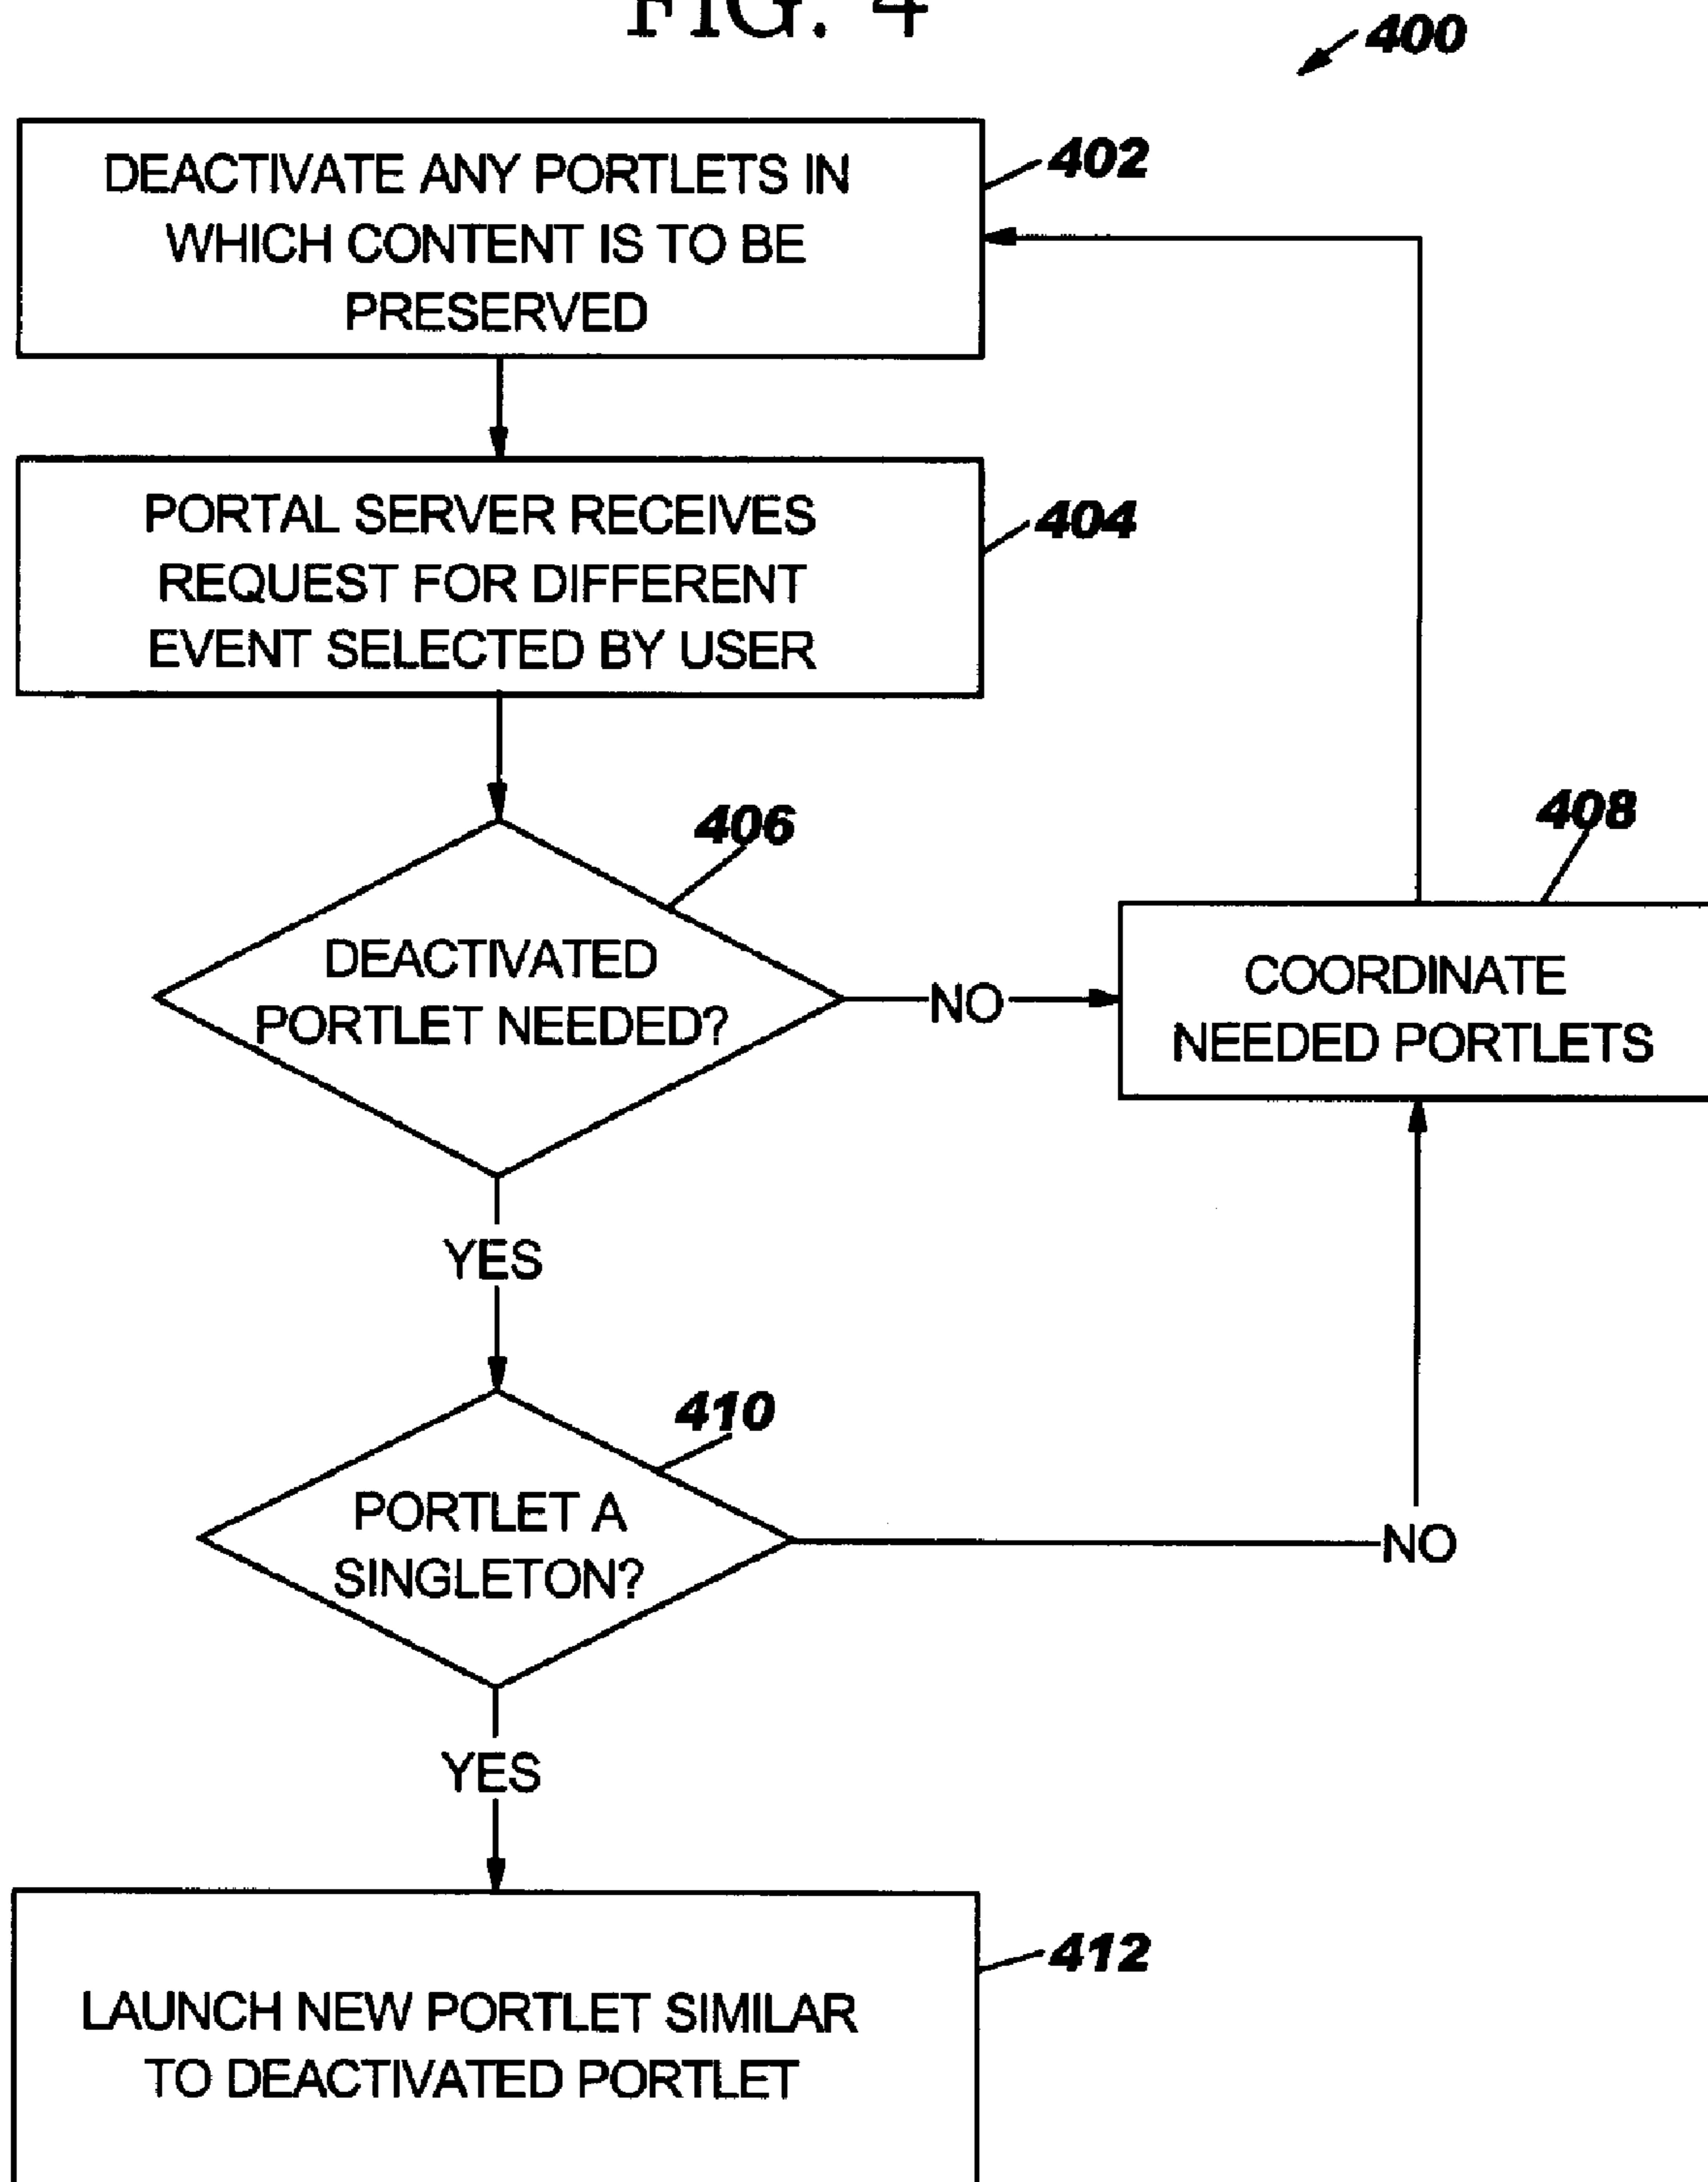 FIG. 4
400
DEACTIVATE ANY PORTLETS IN
WHICH CONTENT IS TO BE
PRESERVED
402
PORTAL SERVER RECEIVES
REQUEST FOR DIFFERENT
EVENT SELECTED BY USER
404
406
DEACTIVATED
PORTLET NEEDED?
NO
408
COORDINATE
NEEDED PORTLETS
YES
410
PORTLET A
SINGLETON?
NO
YES
412
LAUNCH NEW PORTLET SIMILAR
TO DEACTIVATED PORTLET